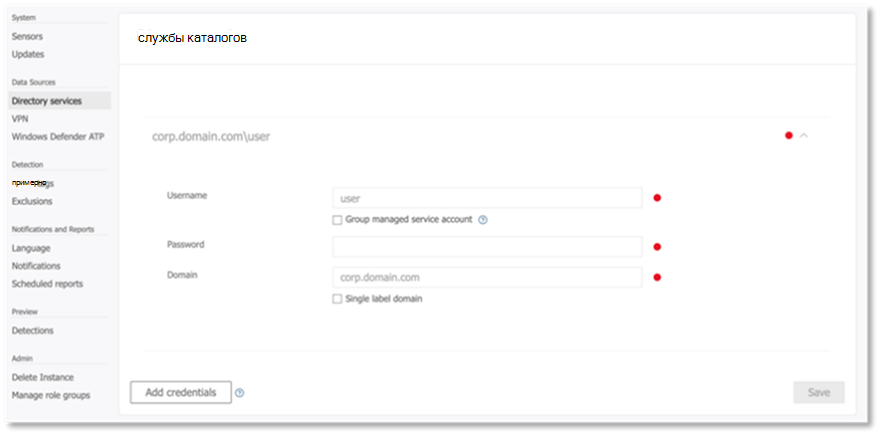 System
Sensors
Updates
Data Sources
Directory services
VPN
Windows Defender ATP
Detection
примерно
Exclusions
Notifications and Reports
Language
Notifications
Scheduled reports
Preview
Detections
Admin
Delete Instance
Manage role groups
службы каталогов
corp.domain.com\user
Username
user
Group managed service account
Password
Domain
corp.domain.com
Single label domain
Add credentials
Save